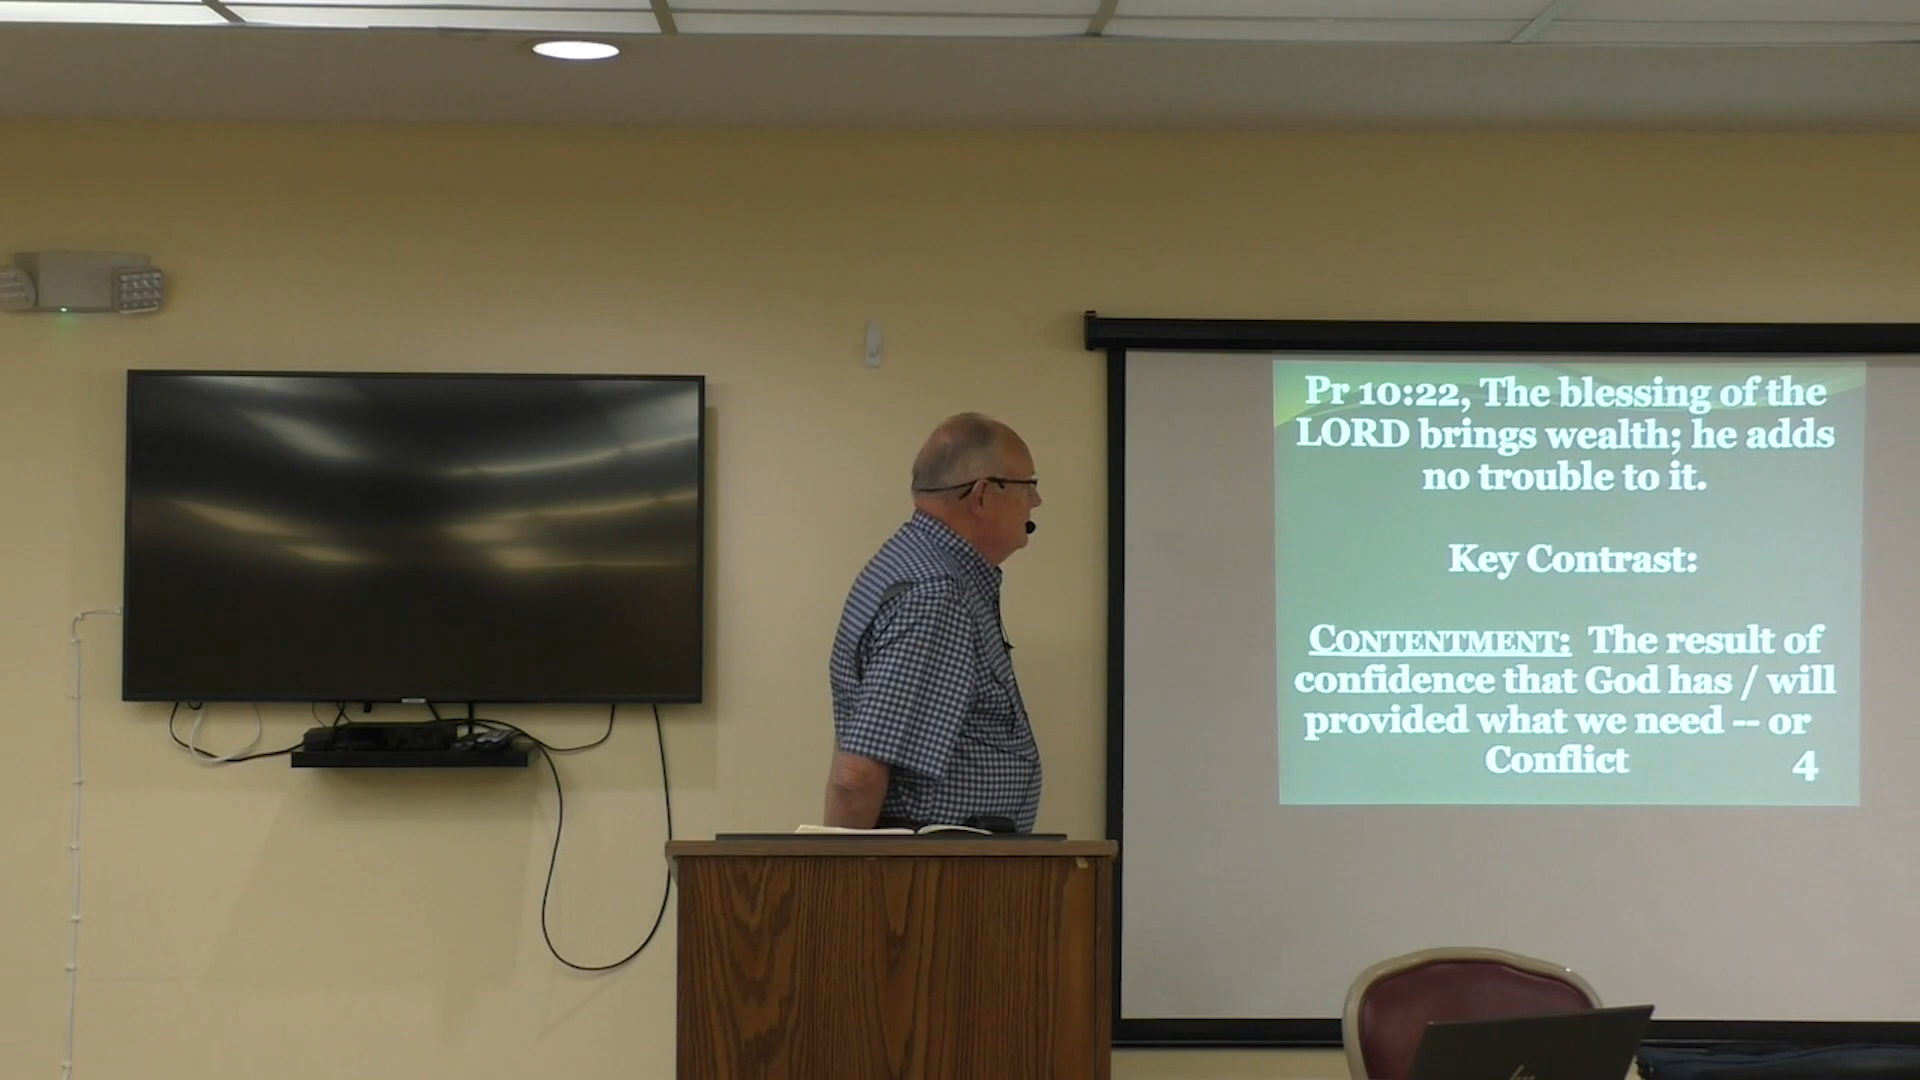 Pr 10:22, The blessing of the
LORD brings wealth; he adds
no trouble to it.
Key Contrast:
CONTENTMENT: The result of
confidence that God has / will
provided what we need -- or
Conflict 4
hp